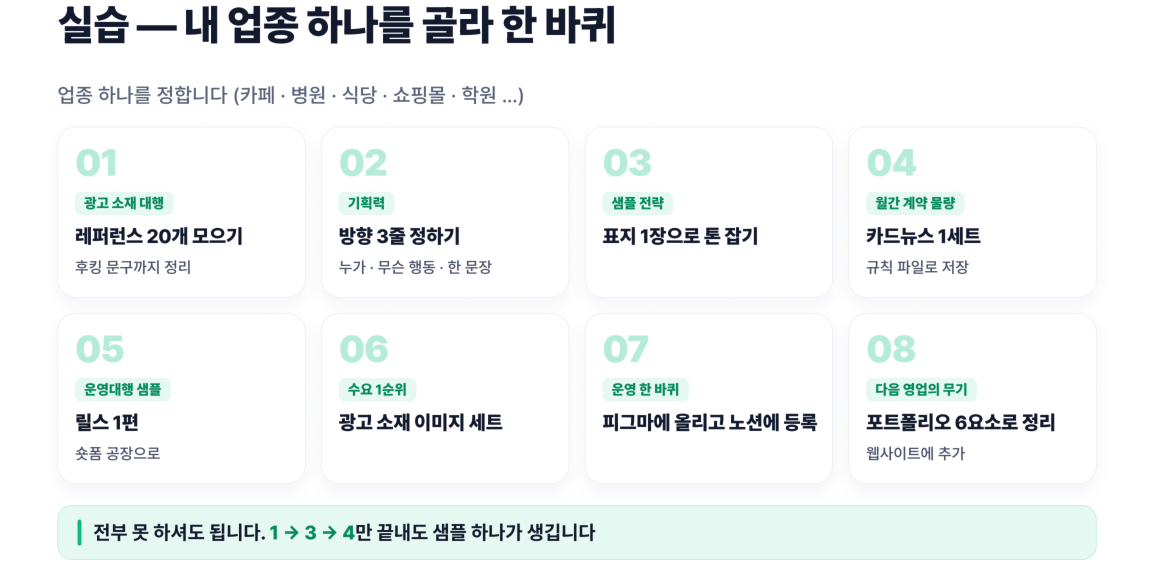 실습 — 내 업종 하나를 골라 한 바퀴
업종 하나를 정합니다 (카페 · 병원 · 식당 · 쇼핑몰 · 학원 ...)
01
광고 소재 대행
레퍼런스 20개 모으기
후킹 문구까지 정리
02
기획력
방향 3줄 정하기
누가 · 무슨 행동 · 한 문장
03
샘플 전략
표지 1장으로 톤 잡기
04
월간 계약 물량
카드뉴스 1세트
규칙 파일로 저장
05
운영대행 샘플
릴스 1편
숏폼 공장으로
06
수요 1순위
광고 소재 이미지 세트
07
운영 한 바퀴
피그마에 올리고 노션에 등록
08
다음 영업의 무기
포트폴리오 6요소로 정리
웹사이트에 추가
전부 못 하셔도 됩니다. 1 → 3 → 4만 끝내도 샘플 하나가 생깁니다